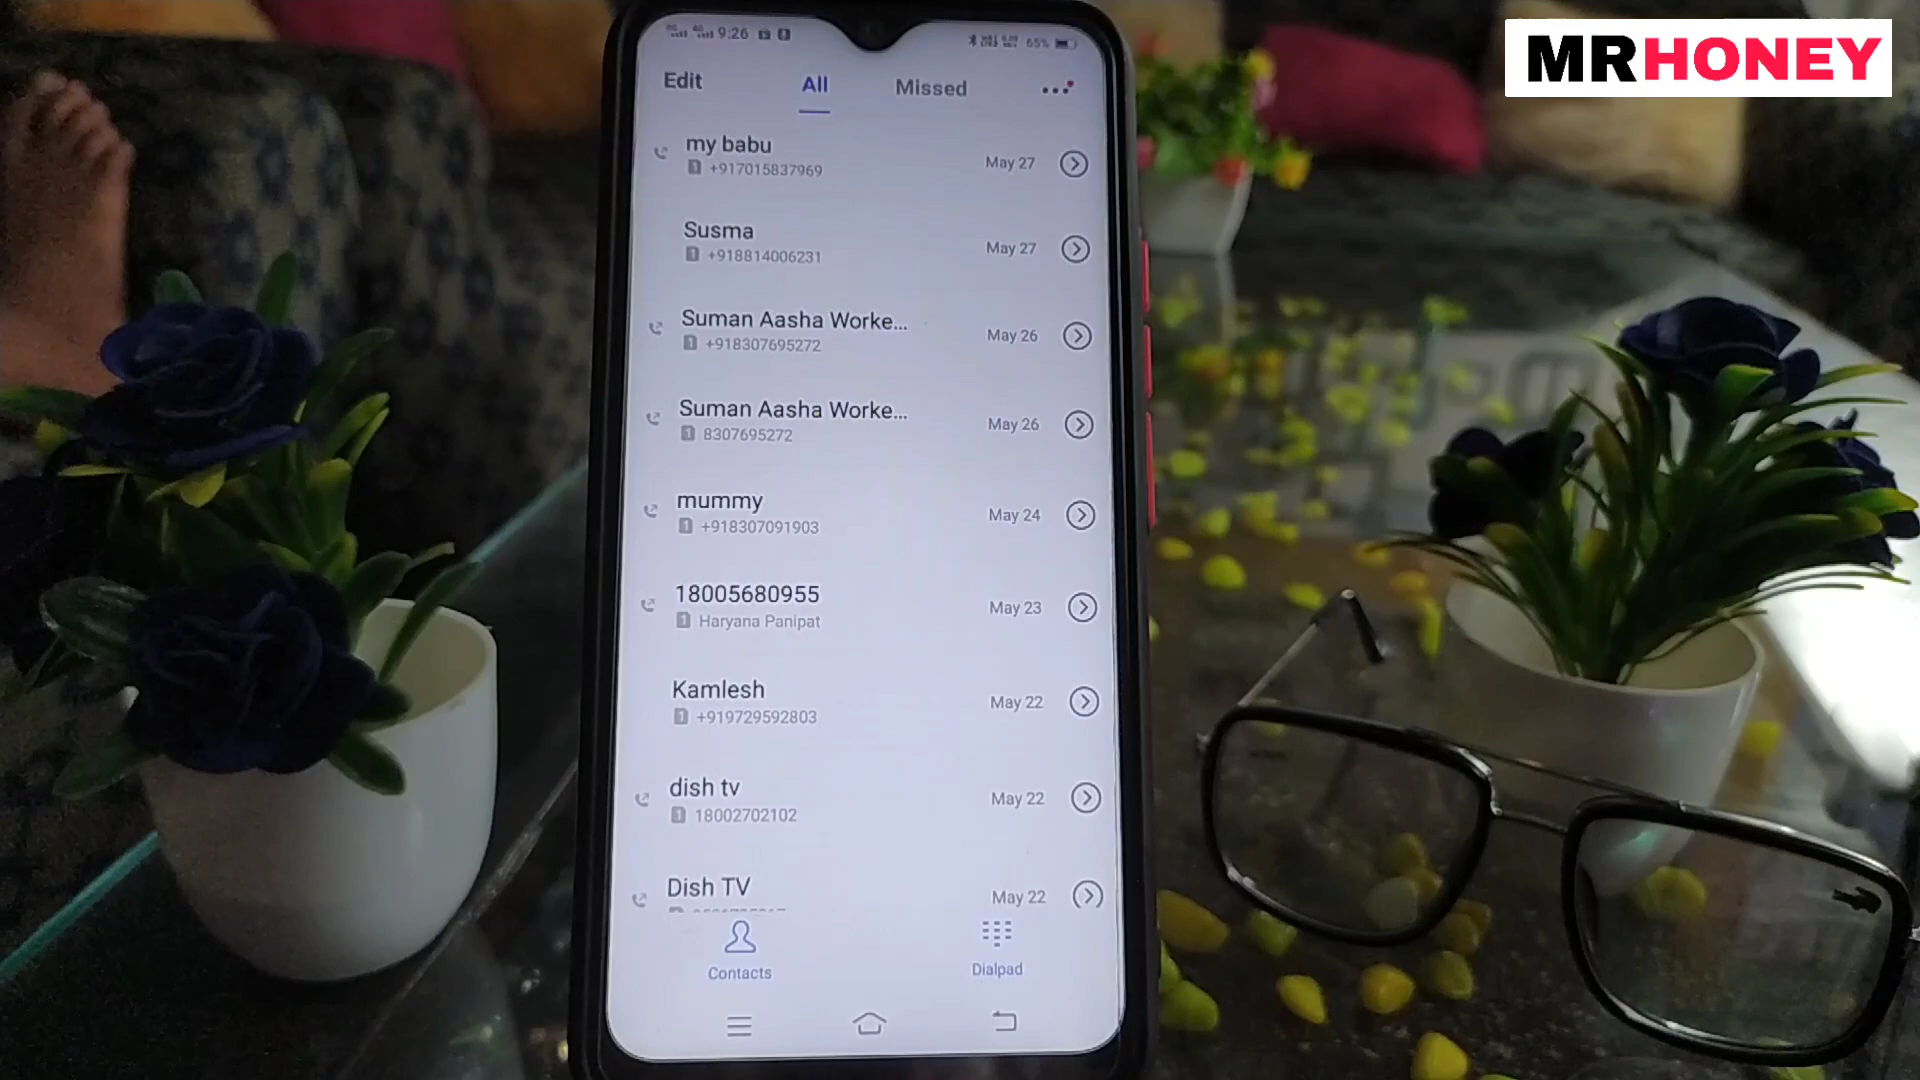 MRHONEY
9:26
65%
Edit All Missed
my babu
+917015837969
May 27
Susma
+918814006231
May 27
Suman Aasha Worke...
+918307695272
May 26
Suman Aasha Worke...
8307695272
May 26
mummy
+918307091903
May 24
18005680955
Haryana Panipat
May 23
Kamlesh
+919729592803
May 22
dish tv
18002702102
May 22
Dish TV
May 22
Contacts Dialpad